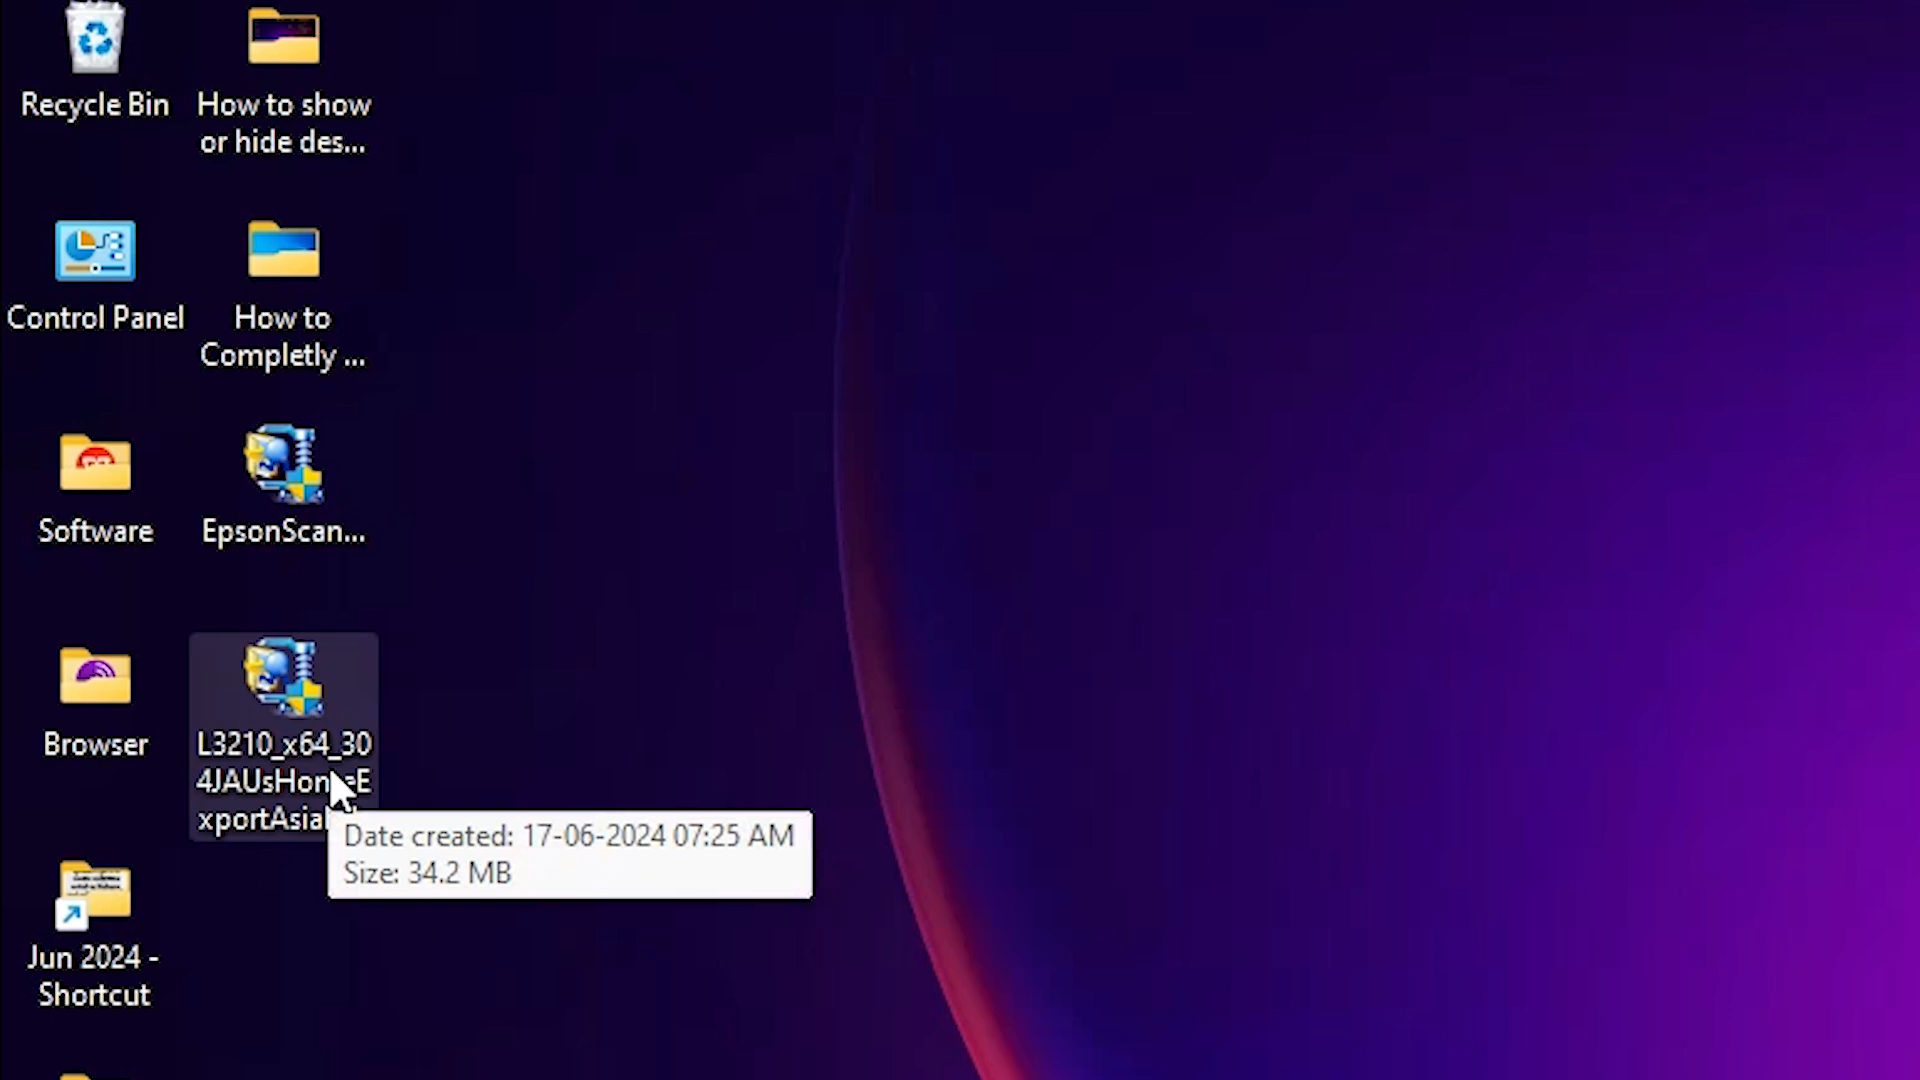 Recycle Bin
How to show
or hide des...
Control Panel
How to
Completly ...
Software
EpsonScan...
Browser
L3210_x64_30
4JAUsHomeE
xportAsia
Date created: 17-06-2024 07:25 AM
Size: 34.2 MB
Jun 2024 -
Shortcut